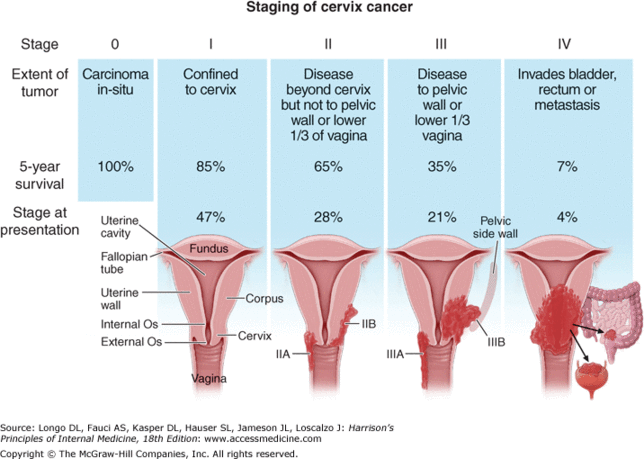 Staging of cervix cancer
Stage 0 I II III IV
Extent of tumor
Carcinoma
in-situ
Confined
to cervix
Disease
beyond cervix
but not to pelvic
wall or lower
1/3 of vagina
Disease
to pelvic
wall or
lower 1/3
vagina
Invades bladder,
rectum or
metastasis
5-year
survival
100% 85% 65% 35% 7%
Stage at
presentation
47% 28% 21% 4%
Uterine
cavity
Fallopian
tube
Uterine
wall
Internal Os
External Os
Fundus
Corpus
Cervix
Vagina
IIB
IIA
Pelvic
side wall
IIIB
IIIA
Source: Longo DL, Fauci AS, Kasper DL, Hauser SL, Jameson JL, Loscalzo J: Harrison's
Principles of Internal Medicine, 18th Edition: www.accessmedicine.com
Copyright © The McGraw-Hill Companies, Inc. All rights reserved.